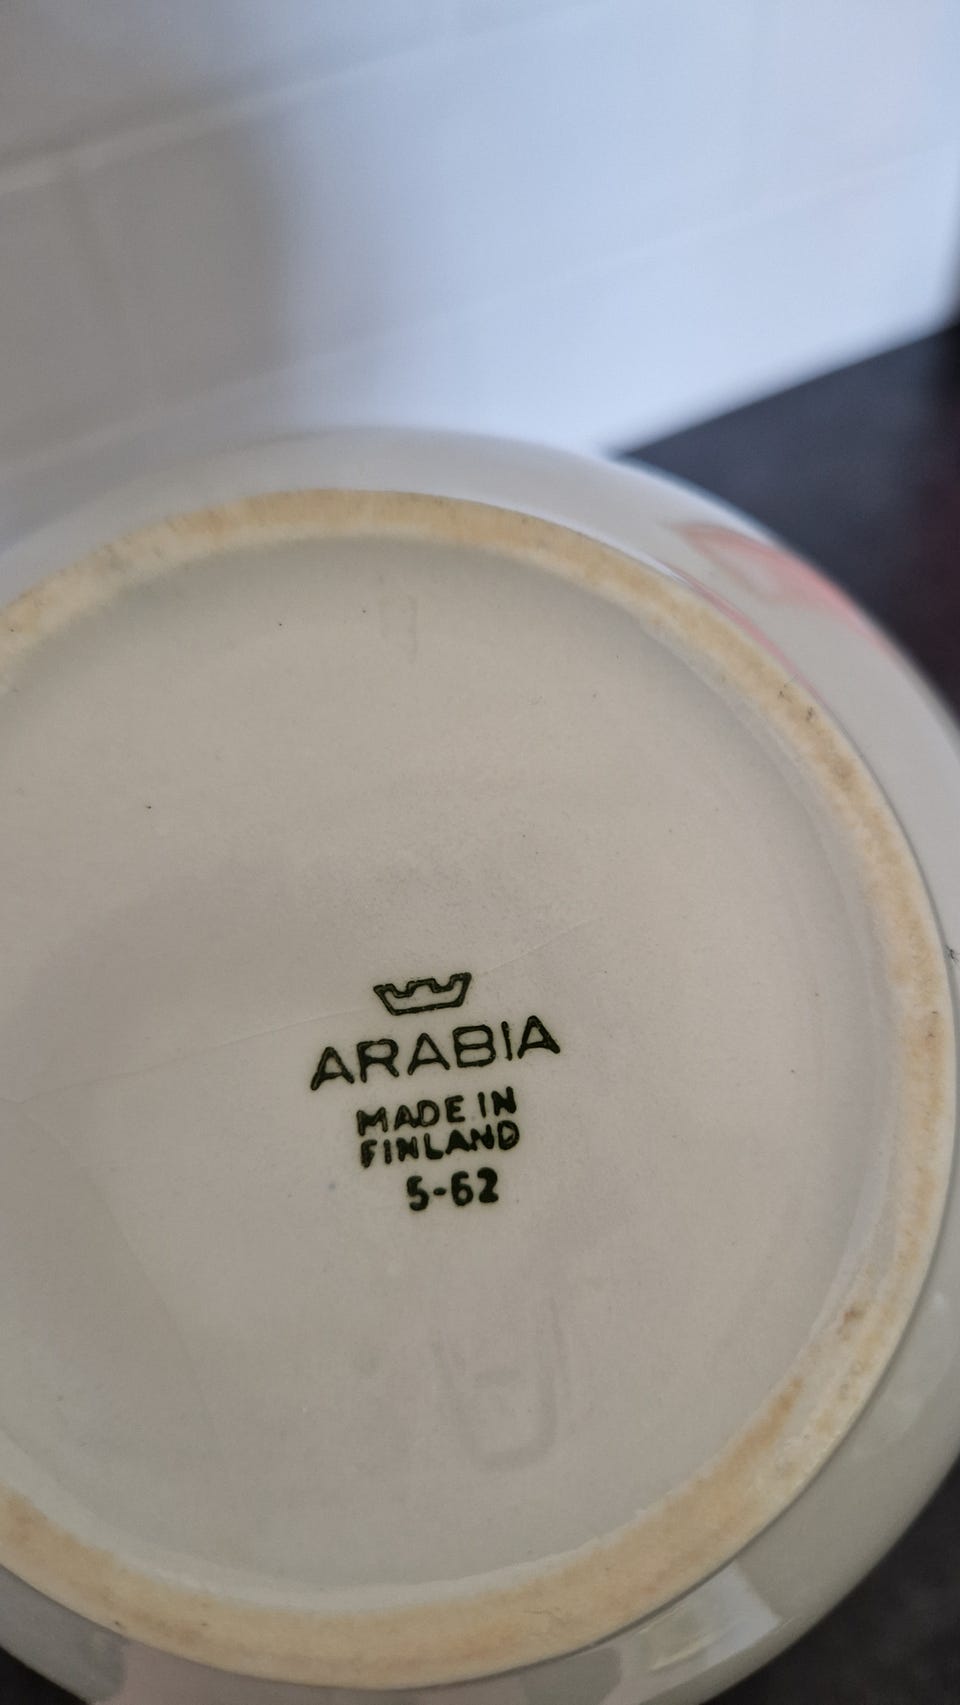 ARABIA
MADE IN
FINLAND
5-62